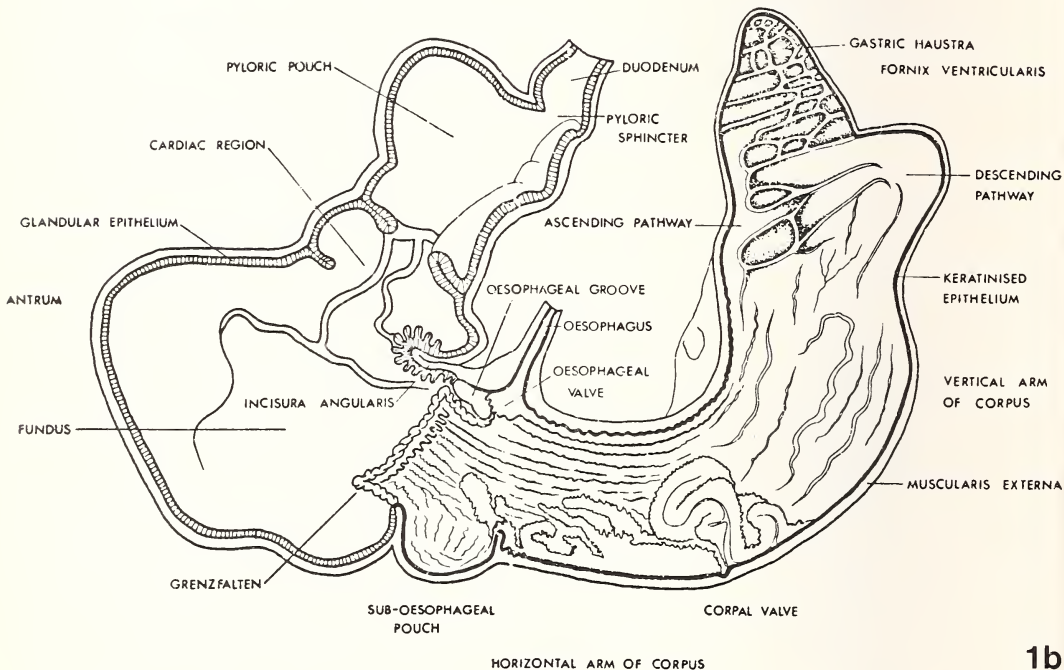 GASTRIC HAUSTRA
FORNIX VENTRICULARIS
PYLORIC POUCH
DUODENUM
PYLORIC
SPHINCTER
CARDIAC REGION
DESCENDING
PATHWAY
GLANDULAR EPITHELIUM
ASCENDING PATHWAY
ANTRUM
OESOPHAGEAL GROOVE
KERATINISED
EPITHELIUM
OESOPHAGUS
OESOPHAGEAL
VALVE
VERTICAL ARM
OF CORPUS
INCISURA ANGULARIS
FUNDUS
MUSCULARIS EXTERNA
GRENZFALTEN
SUB-OESOPHAGEAL
POUCH
CORPAL VALVE
HORIZONTAL ARM OF CORPUS
1b